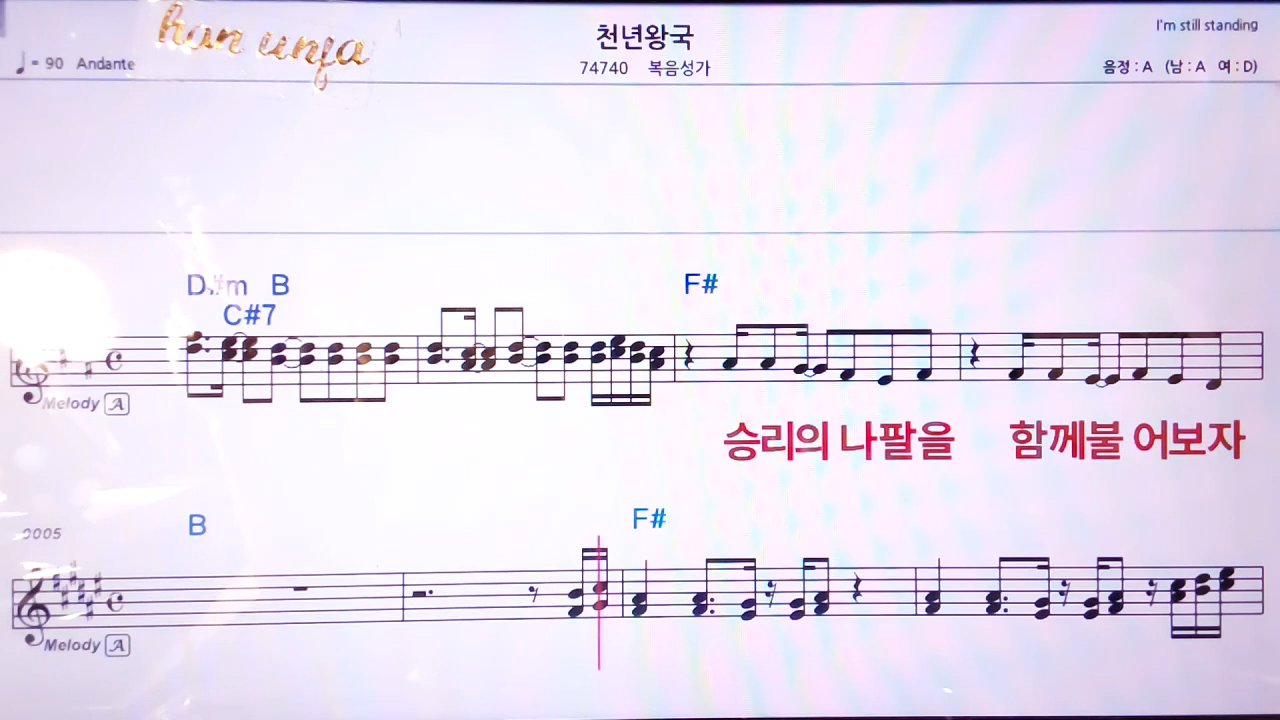 han unja
천년왕국
I'm still standing
♩= 90 Andante
74740 복음성가
음정 : A (남 : A 여 : D)
D#m B
F#
C#7
Melody A
승리의 나팔을 함께불 어보자
B
F#
0005
Melody A